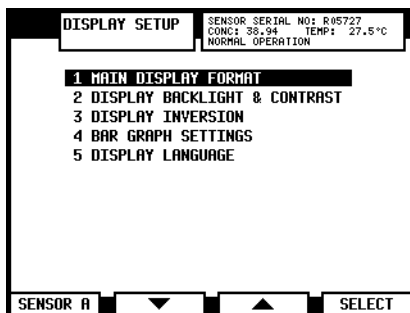 DISPLAY SETUP
SENSOR SERIAL NO: R05727
CONC: 38.94 TEMP: 27.5°C
NORMAL OPERATION
1 MAIN DISPLAY FORMAT
2 DISPLAY BACKLIGHT & CONTRAST
3 DISPLAY INVERSION
4 BAR GRAPH SETTINGS
5 DISPLAY LANGUAGE
SENSOR A
SELECT